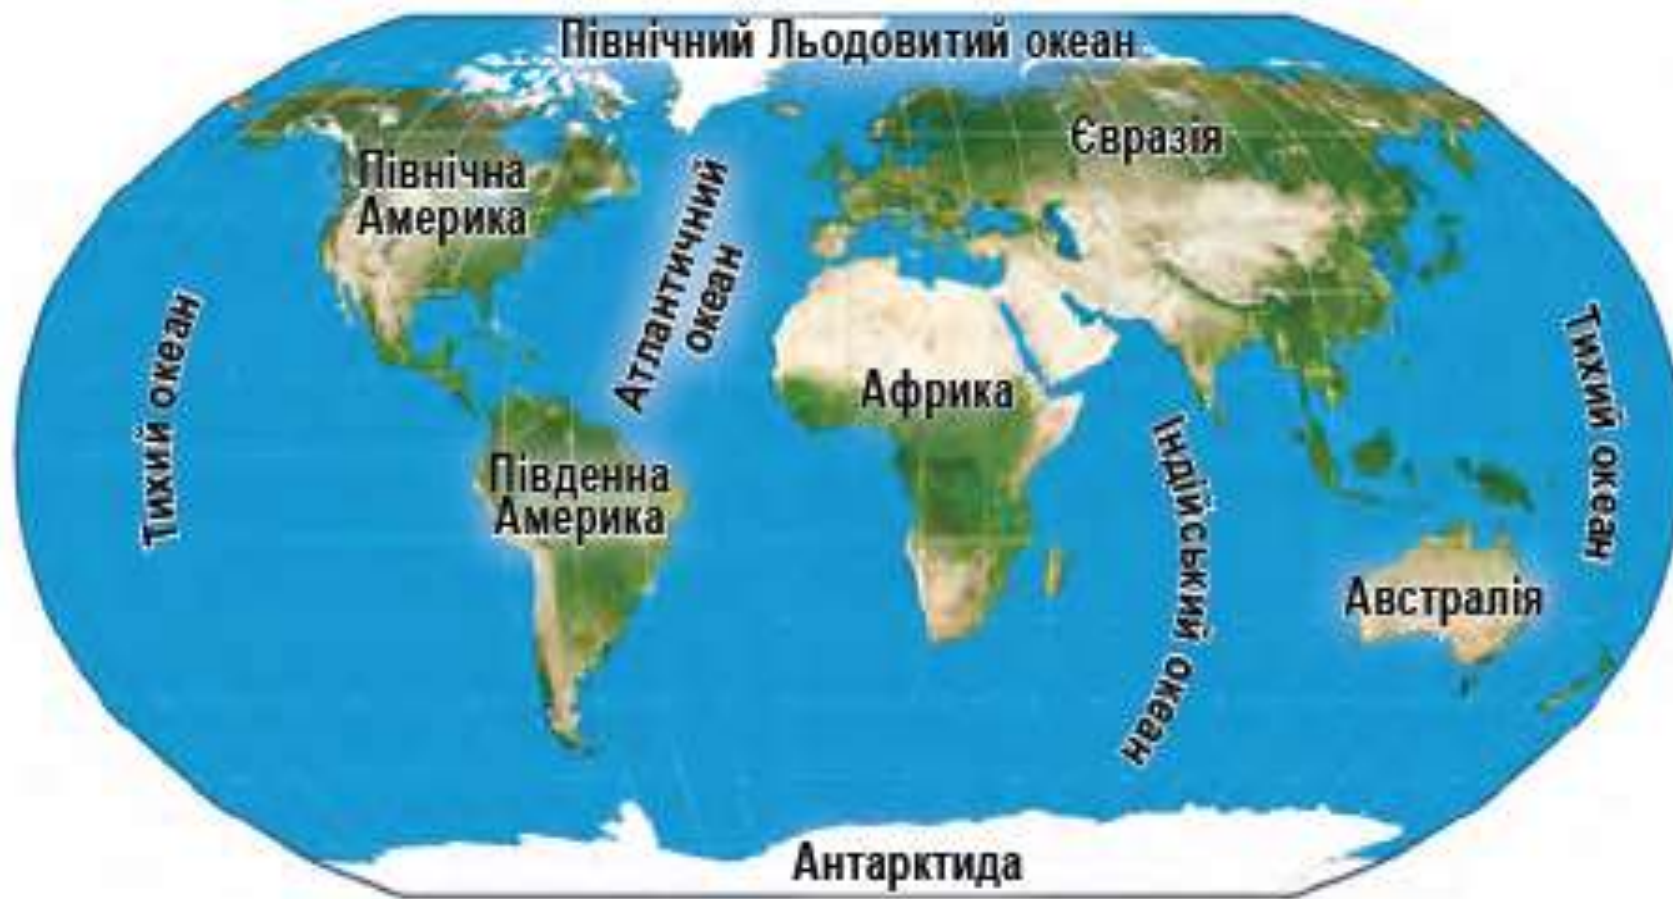 Північний Льодовитий океан
Євразія
Північна
Америка
Атлантичний
океан
Тихий океан
Тихий океан
Африка
Індійський океан
Південна
Америка
Австралія
Антарктида